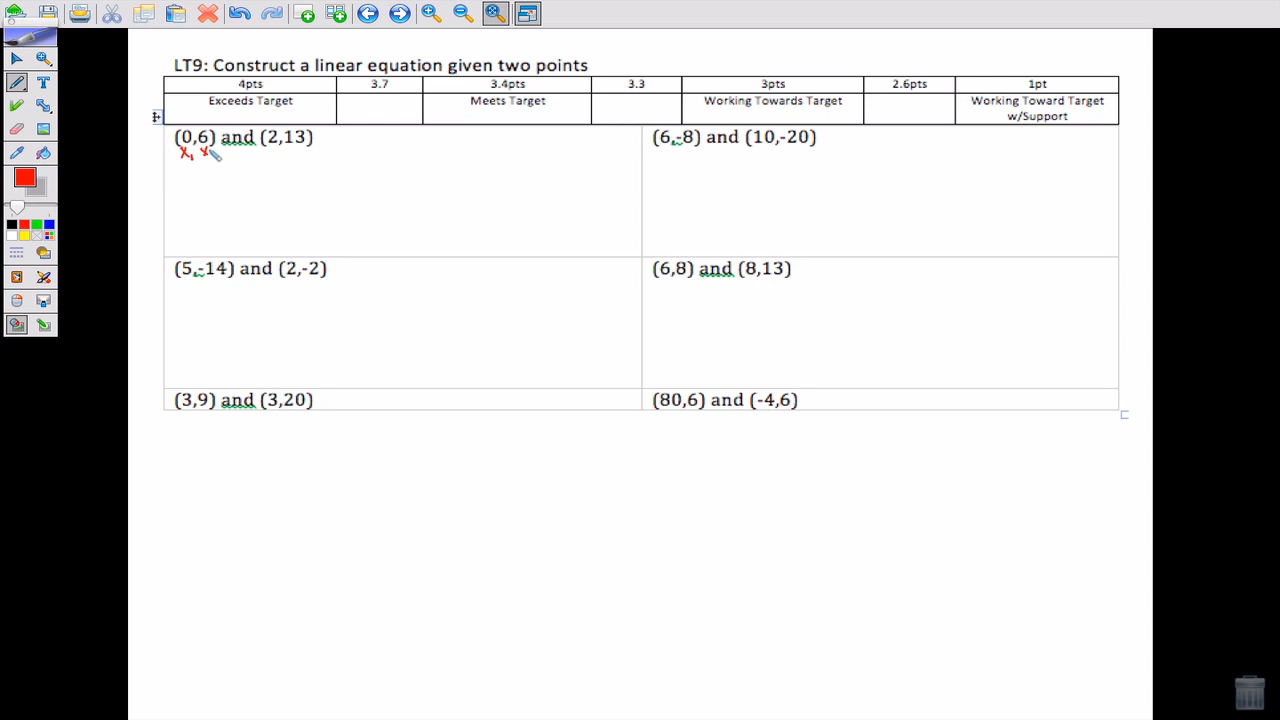 LT9: Construct a linear equation given two points
4pts 3.7 3.4pts 3.3 3pts 2.6pts 1pt
Exceeds Target Meets Target Working Towards Target Working Toward Target
w/Support
(0,6) and (2,13) (6,-8) and (10,-20)
x₁
(5,-14) and (2,-2) (6,8) and (8,13)
(3,9) and (3,20) (80,6) and (-4,6)